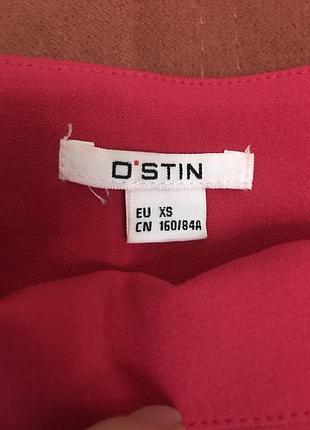 O'STIN
EU XS
CN 160/84A